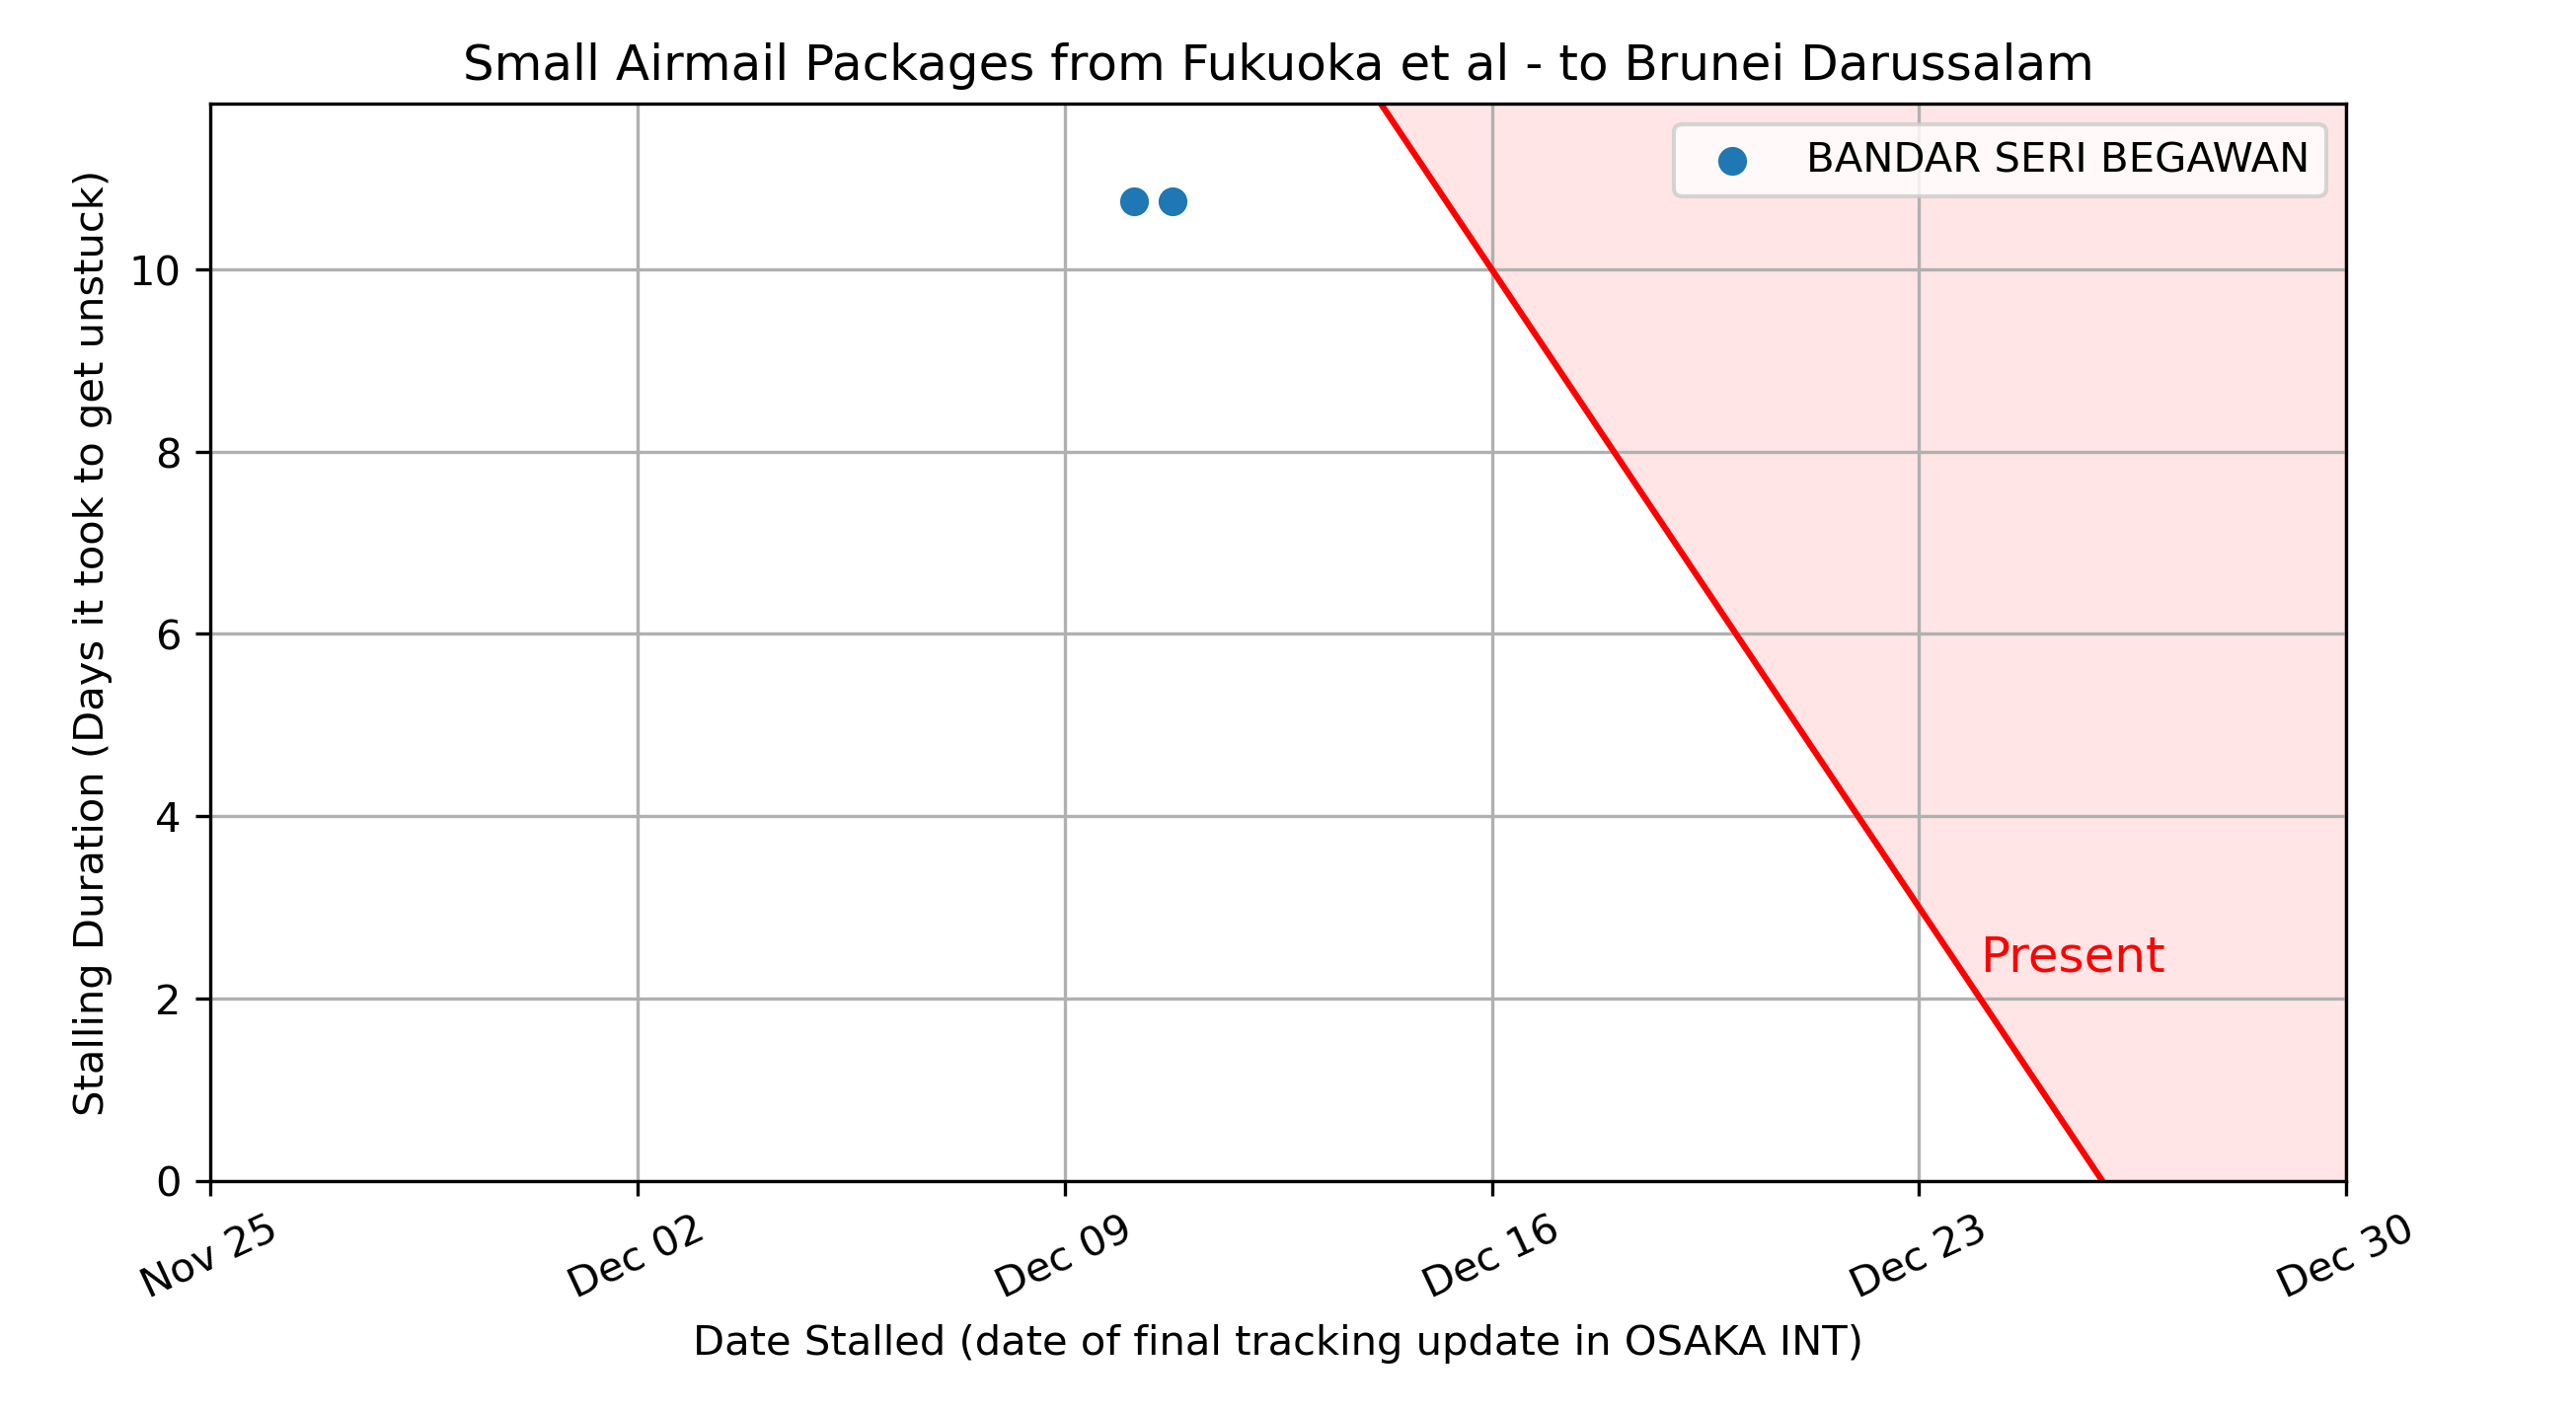 Small Airmail Packages from Fukuoka et al - to Brunei Darussalam
BANDAR SERI BEGAWAN
Stalling Duration (Days it took to get unstuck)
10
8
6
4
2
0
Present
Nov 25
Dec 02
Dec 09
Dec 16
Dec 23
Dec 30
Date Stalled (date of final tracking update in OSAKA INT)